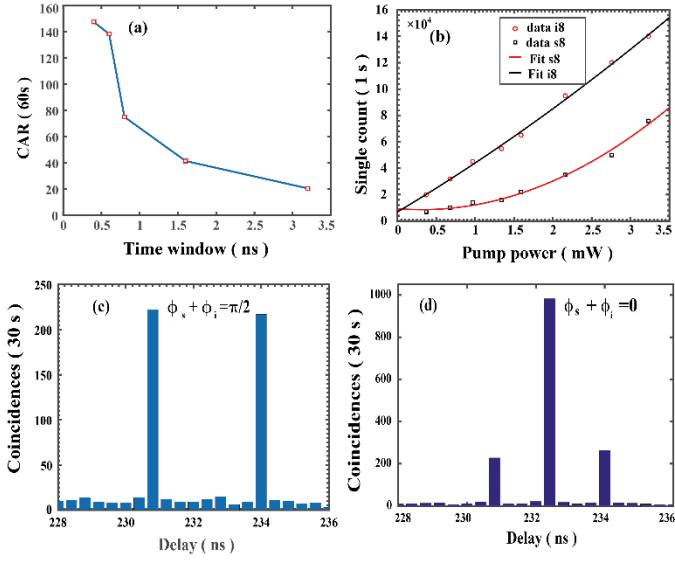 (a)
CAR ( 60s )
160
140
120
100
80
60
40
20
0
0 0.5 1 1.5 2 2.5 3 3.5
Time window ( ns )
(b)
×10⁴
Single count ( 1 s )
16
14
12
10
8
6
4
2
0
0 0.5 1 1.5 2 2.5 3 3.5
Pump power ( mW )
data i8
data s8
Fit s8
Fit i8
(c)
ϕ s + ϕ i =π/2
Coincidences ( 30 s )
250
200
150
100
50
0
228 230 232 234 236
Delay ( ns )
(d)
ϕ s + ϕ i =0
Coincidences ( 30 s )
1000
800
600
400
200
0
228 230 232 234 236
Delay ( ns )